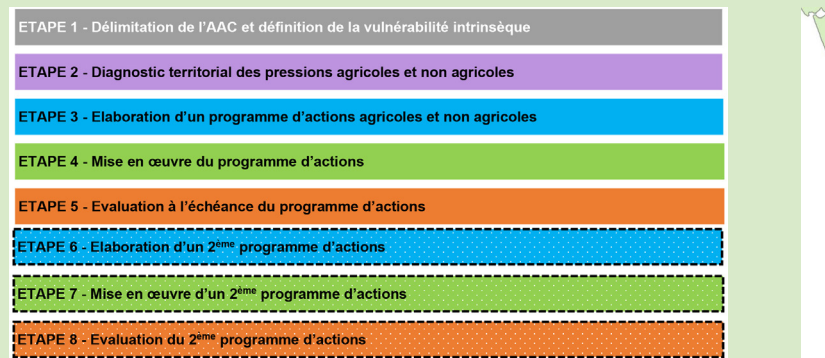 ETAPE 1 - Délimitation de l’AAC et définition de la vulnérabilité intrinsèque
ETAPE 2 - Diagnostic territorial des pressions agricoles et non agricoles
ETAPE 3 - Elaboration d’un programme d’actions agricoles et non agricoles
ETAPE 4 - Mise en œuvre du programme d’actions
ETAPE 5 - Evaluation à l’échéance du programme d’actions
ETAPE 6 - Elaboration d’un 2ème programme d’actions
ETAPE 7 - Mise en œuvre d’un 2ème programme d’actions
ETAPE 8 - Evaluation du 2ème programme d’actions